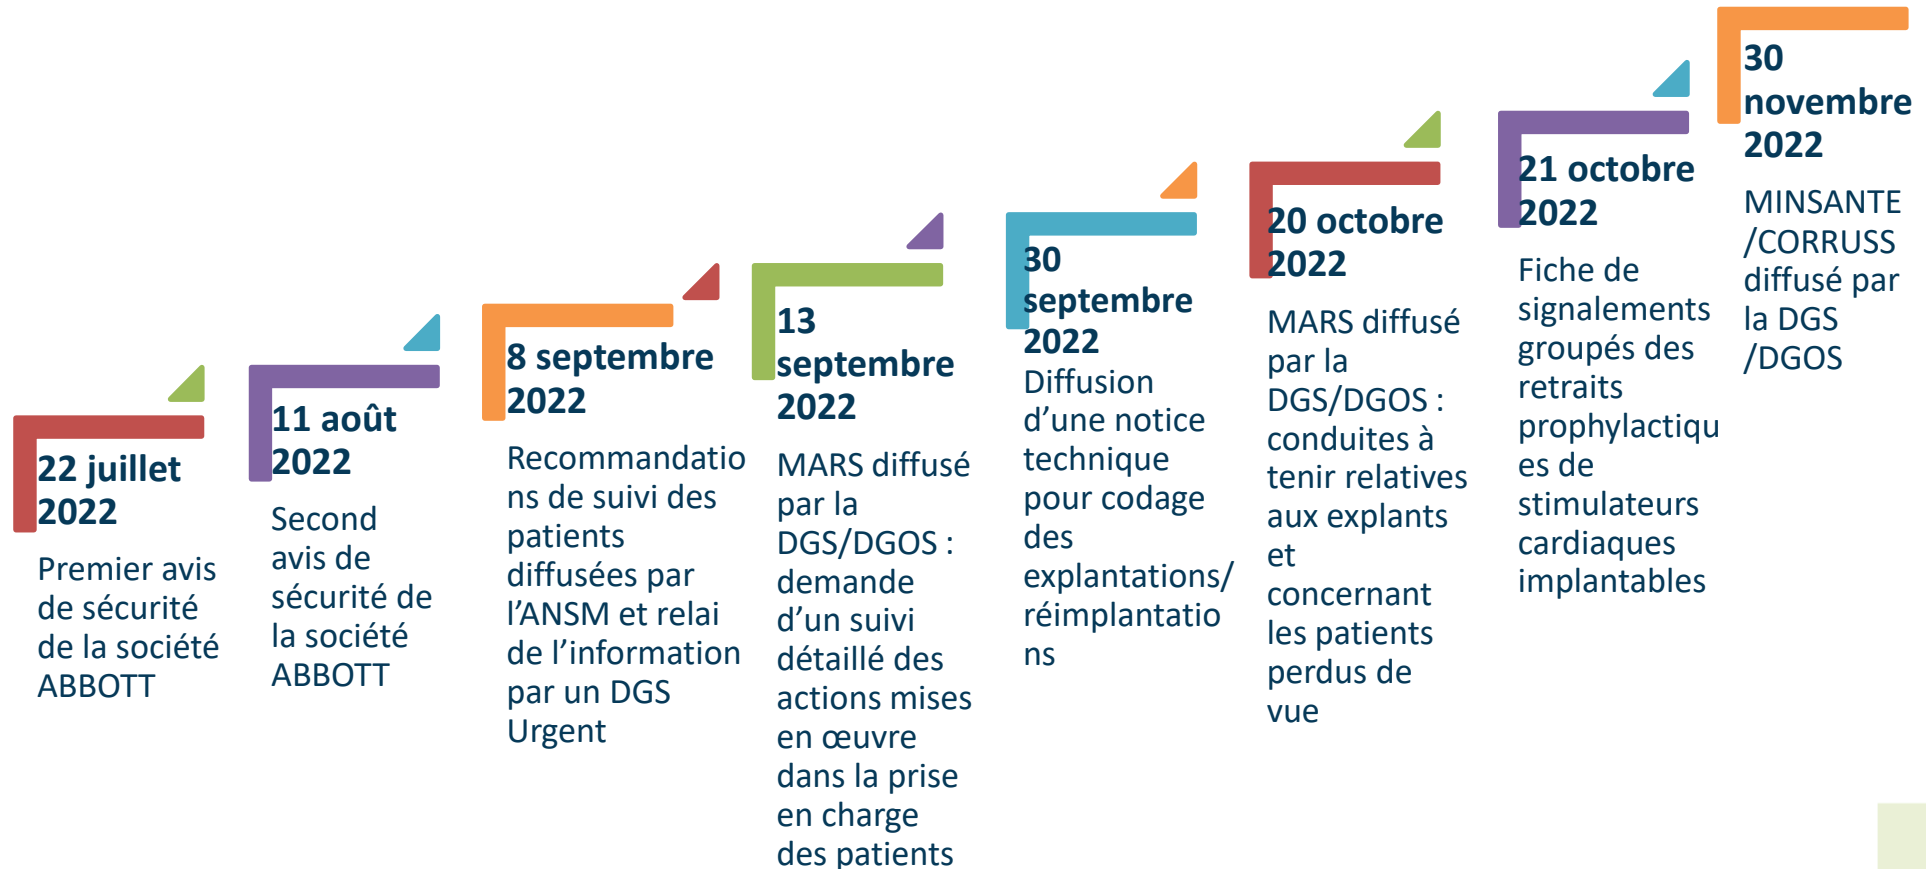 22 juillet
2022
Premier avis
de sécurité
de la société
ABBOTT
11 août
2022
Second
avis de
sécurité de
la société
ABBOTT
8 septembre
2022
Recommandatio
ns de suivi des
patients
diffusées par
l’ANSM et relai
de l’information
par un DGS
Urgent
13
septembre
2022
MARS diffusé
par la
DGS/DGOS :
demande
d’un suivi
détaillé des
actions mises
en œuvre
dans la prise
en charge
des patients
30
septembre
2022
Diffusion
d’une notice
technique
pour codage
des
explantations/
réimplantatio
ns
20 octobre
2022
MARS diffusé
par la
DGS/DGOS :
conduites à
tenir relatives
aux explants
et
concernant
les patients
perdus de
vue
21 octobre
2022
Fiche de
signalements
groupés des
retraits
prophylactiqu
es de
stimulateurs
cardiaques
implantables
30
novembre
2022
MINSANTE
/CORRUSS
diffusé par
la DGS
/DGOS